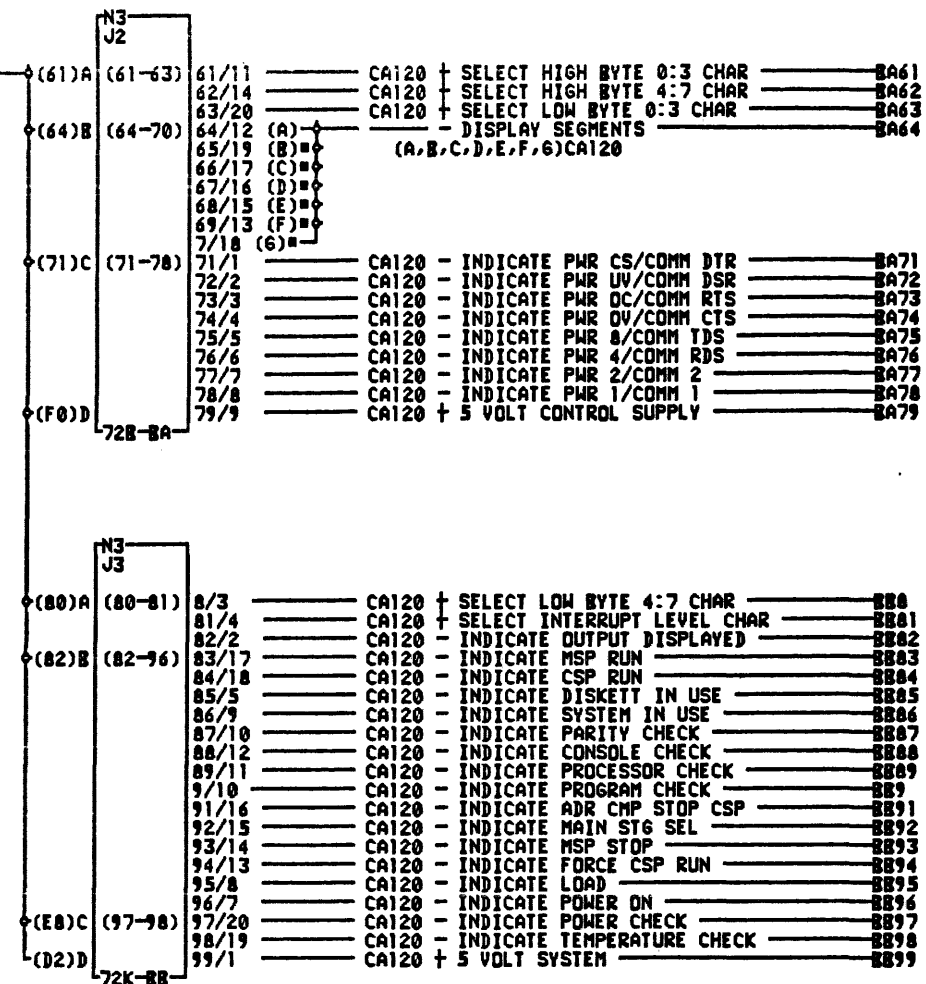 N3
J2
(61)A (61-63) 61/11 CA120 + SELECT HIGH BYTE 0:3 CHAR BA61
62/14 CA120 + SELECT HIGH BYTE 4:7 CHAR BA62
63/20 CA120 + SELECT LOW BYTE 0:3 CHAR BA63
(64)B (64-70) 64/12 (A) - DISPLAY SEGMENTS BA64
65/19 (B) (A,B,C,D,E,F,G)CA120
66/17 (C)
67/16 (D)
68/15 (E)
69/13 (F)
7/18 (G)
(71)C (71-78) 71/1 CA120 - INDICATE PWR CS/COMM DTR BA71
72/2 CA120 - INDICATE PWR UV/COMM DSR BA72
73/3 CA120 - INDICATE PWR OC/COMM RTS BA73
74/4 CA120 - INDICATE PWR OV/COMM CTS BA74
75/5 CA120 - INDICATE PWR 8/COMM TDS BA75
76/6 CA120 - INDICATE PWR 4/COMM RDS BA76
77/7 CA120 - INDICATE PWR 2/COMM 2 BA77
78/8 CA120 - INDICATE PWR 1/COMM 1 BA78
(F0)D 79/9 CA120 + 5 VOLT CONTROL SUPPLY BA79
72B-BA
N3
J3
(80)A (80-81) 8/3 CA120 + SELECT LOW BYTE 4:7 CHAR BB8
81/4 CA120 + SELECT INTERRUPT LEVEL CHAR BB81
82/2 CA120 - INDICATE OUTPUT DISPLAYED BB82
(82)B (82-96) 83/17 CA120 - INDICATE MSP RUN BB83
84/18 CA120 - INDICATE CSP RUN BB84
85/5 CA120 - INDICATE DISKETT IN USE BB85
86/9 CA120 - INDICATE SYSTEM IN USE BB86
87/10 CA120 - INDICATE PARITY CHECK BB87
88/12 CA120 - INDICATE CONSOLE CHECK BB88
89/11 CA120 - INDICATE PROCESSOR CHECK BB89
9/10 CA120 - INDICATE PROGRAM CHECK BB9
91/16 CA120 - INDICATE ADR CMP STOP CSP BB91
92/15 CA120 - INDICATE MAIN STG SEL BB92
93/14 CA120 - INDICATE MSP STOP BB93
94/13 CA120 - INDICATE FORCE CSP RUN BB94
95/8 CA120 - INDICATE LOAD BB95
96/7 CA120 - INDICATE POWER ON BB96
(E8)C (97-98) 97/20 CA120 - INDICATE POWER CHECK BB97
98/19 CA120 - INDICATE TEMPERATURE CHECK BB98
(D2)D 99/1 CA120 + 5 VOLT SYSTEM BB99
72K-BB